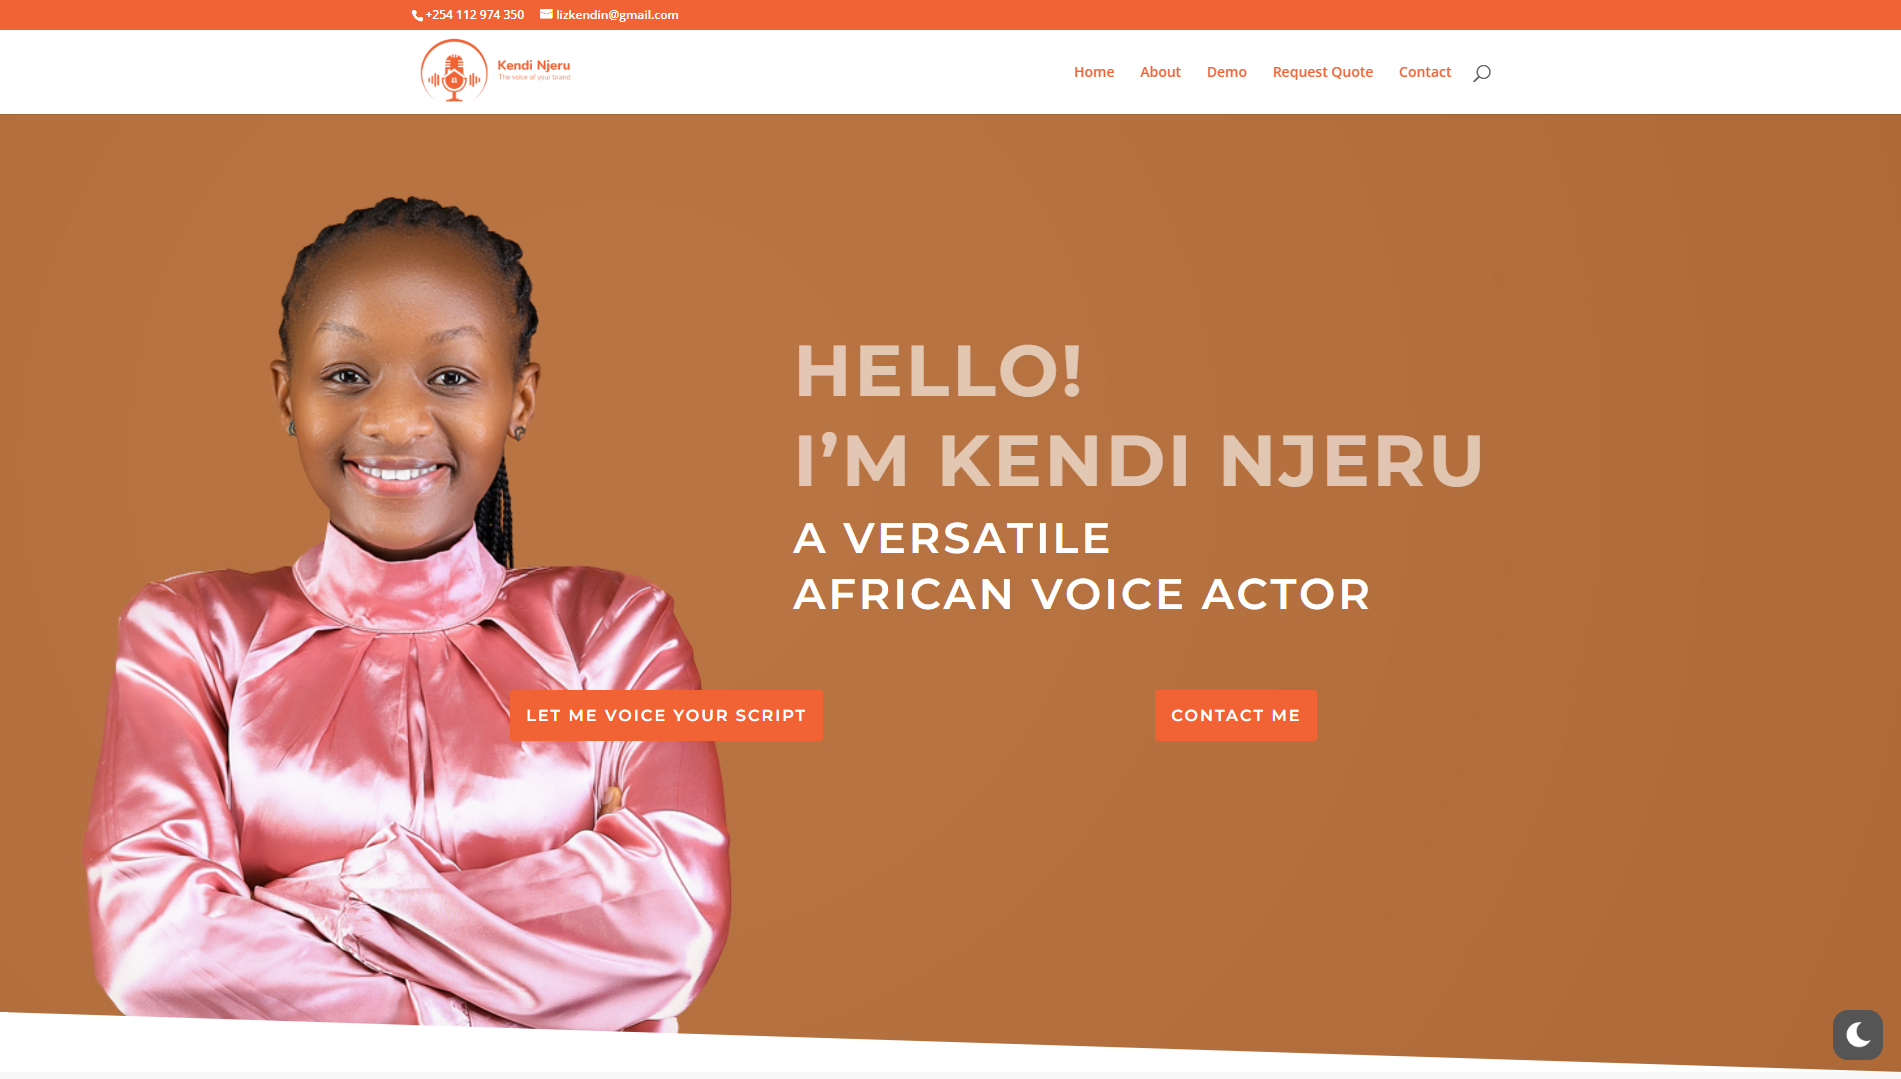 +254 112 974 350 lizkendin@gmail.com
Kendi Njeru
The voice of your brand
Home About Demo Request Quote Contact
HELLO!
I’M KENDI NJERU
A VERSATILE
AFRICAN VOICE ACTOR
LET ME VOICE YOUR SCRIPT CONTACT ME